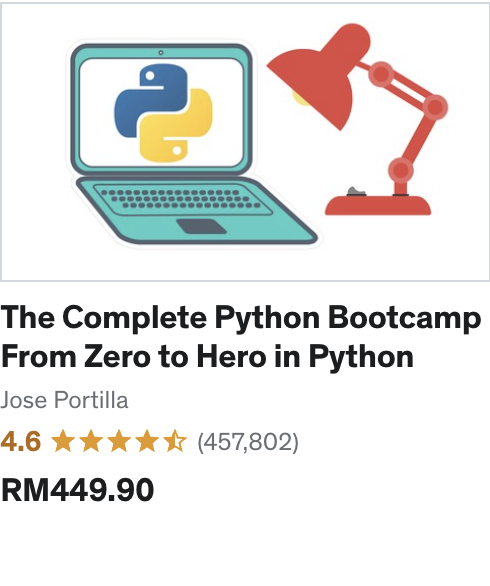 The Complete Python Bootcamp
From Zero to Hero in Python
Jose Portilla
4.6 (457,802)
RM449.90